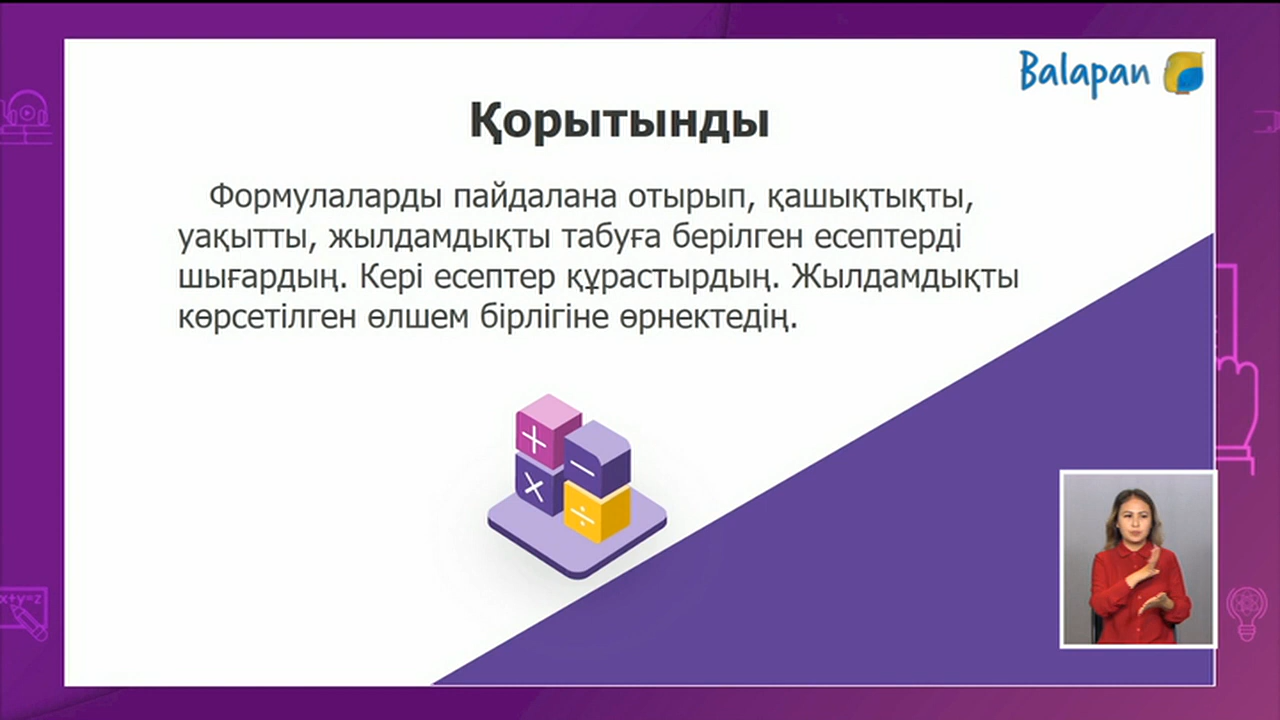 Balapan
Қорытынды
Формулаларды пайдалана отырып, қашықтықты,
уақытты, жылдамдықты табуға берілген есептерді
шығардың. Кері есептер құрастырдың. Жылдамдықты
көрсетілген өлшем бірлігіне өрнектедің.
+
−
×
÷
x+y=z